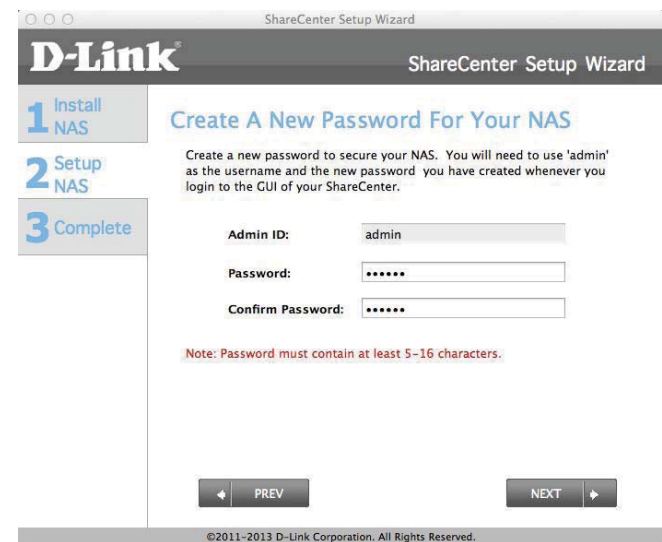 ShareCenter Setup Wizard
D-Link®
ShareCenter Setup Wizard
1 Install
NAS
2 Setup
NAS
3 Complete
Create A New Password For Your NAS
Create a new password to secure your NAS. You will need to use 'admin'
as the username and the new password you have created whenever you
login to the GUI of your ShareCenter.
Admin ID: admin
Password: ••••••
Confirm Password: ••••••
Note: Password must contain at least 5-16 characters.
PREV
NEXT
©2011-2013 D-Link Corporation. All Rights Reserved.